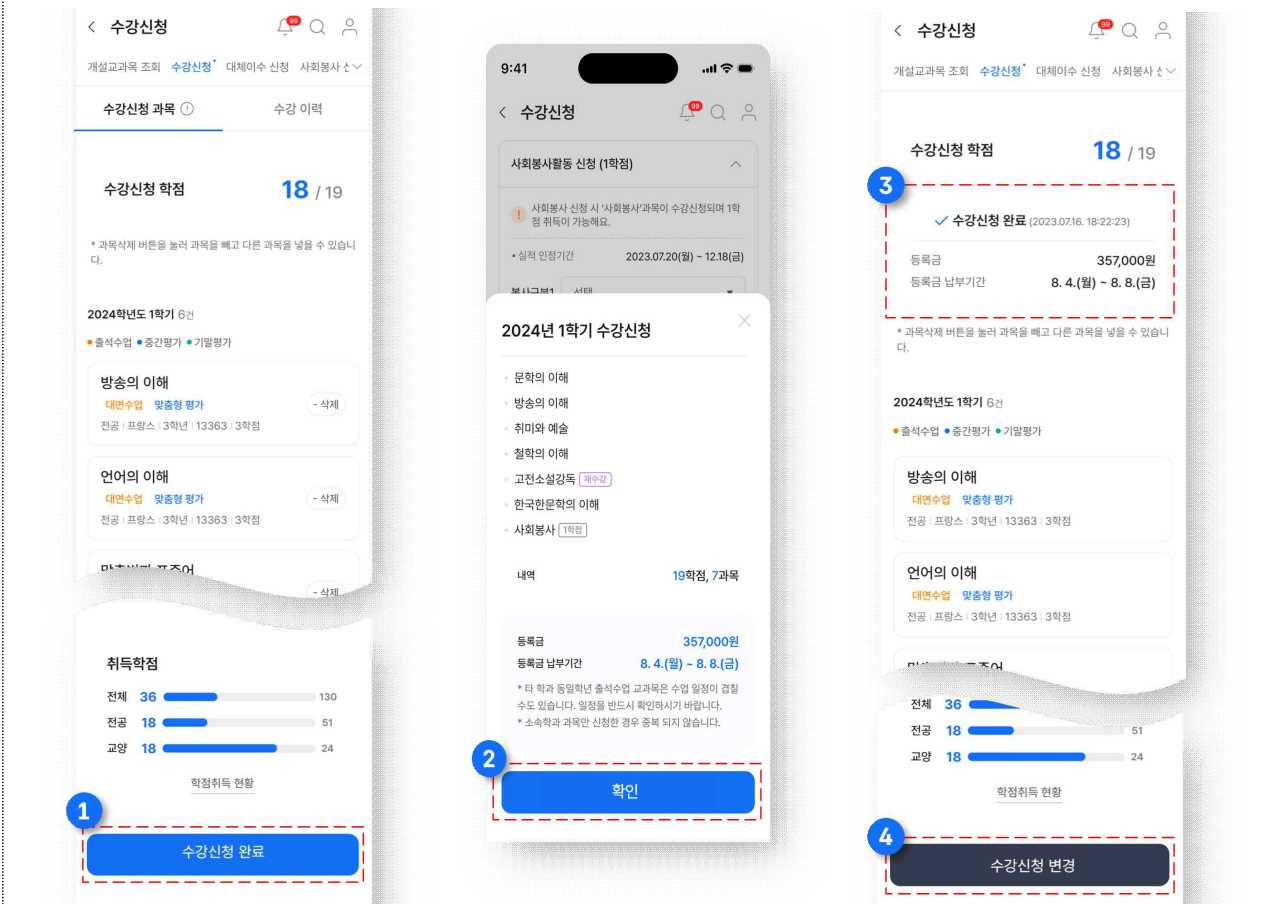 수강신청
99
개설교과목 조회 수강신청 대체이수 신청 사회봉사
수강신청 과목
수강 이력
수강신청 학점
18 / 19
* 과목삭제 버튼을 눌러 과목을 빼고 다른 과목을 넣을 수 있습니
다.
2024학년도 1학기 6건
출석수업 중간평가 기말평가
방송의 이해
대면수업 맞춤형 평가
- 삭제
전공 | 프랑스 | 3학년 | 13363 | 3학점
언어의 이해
대면수업 맞춤형 평가
- 삭제
전공 | 프랑스 | 3학년 | 13363 | 3학점
- 삭제
취득학점
전체 36 130
전공 18 51
교양 18 24
학점취득 현황
1
수강신청 완료
9:41
수강신청
99
사회봉사활동 신청 (1학점)
사회봉사 신청 시 '사회봉사'과목이 수강신청되며 1학
점 취득이 가능해요.
• 실적 인정기간 2023.07.20(월) ~ 12.18(금)
봉사구분1 선택
2024년 1학기 수강신청
문학의 이해
방송의 이해
취미와 예술
철학의 이해
고전소설강독 재수강
한국한문학의 이해
사회봉사 1학점
내역 19학점, 7과목
등록금 357,000원
등록금 납부기간 8. 4.(월) ~ 8. 8.(금)
* 타 학과 동일학년 출석수업 교과목은 수업 일정이 겹칠
수도 있습니다. 일정을 반드시 확인하시기 바랍니다.
* 소속학과 과목만 신청한 경우 중복 되지 않습니다.
2
확인
수강신청
99
개설교과목 조회 수강신청 대체이수 신청 사회봉사
수강신청 학점
18 / 19
3
수강신청 완료 (2023.07.16. 18:22:23)
등록금 357,000원
등록금 납부기간 8. 4.(월) ~ 8. 8.(금)
* 과목삭제 버튼을 눌러 과목을 빼고 다른 과목을 넣을 수 있습니
다.
2024학년도 1학기 6건
출석수업 중간평가 기말평가
방송의 이해
대면수업 맞춤형 평가
전공 | 프랑스 | 3학년 | 13363 | 3학점
언어의 이해
대면수업 맞춤형 평가
전공 | 프랑스 | 3학년 | 13363 | 3학점
전체 36
전공 18 51
교양 18 24
학점취득 현황
4
수강신청 변경